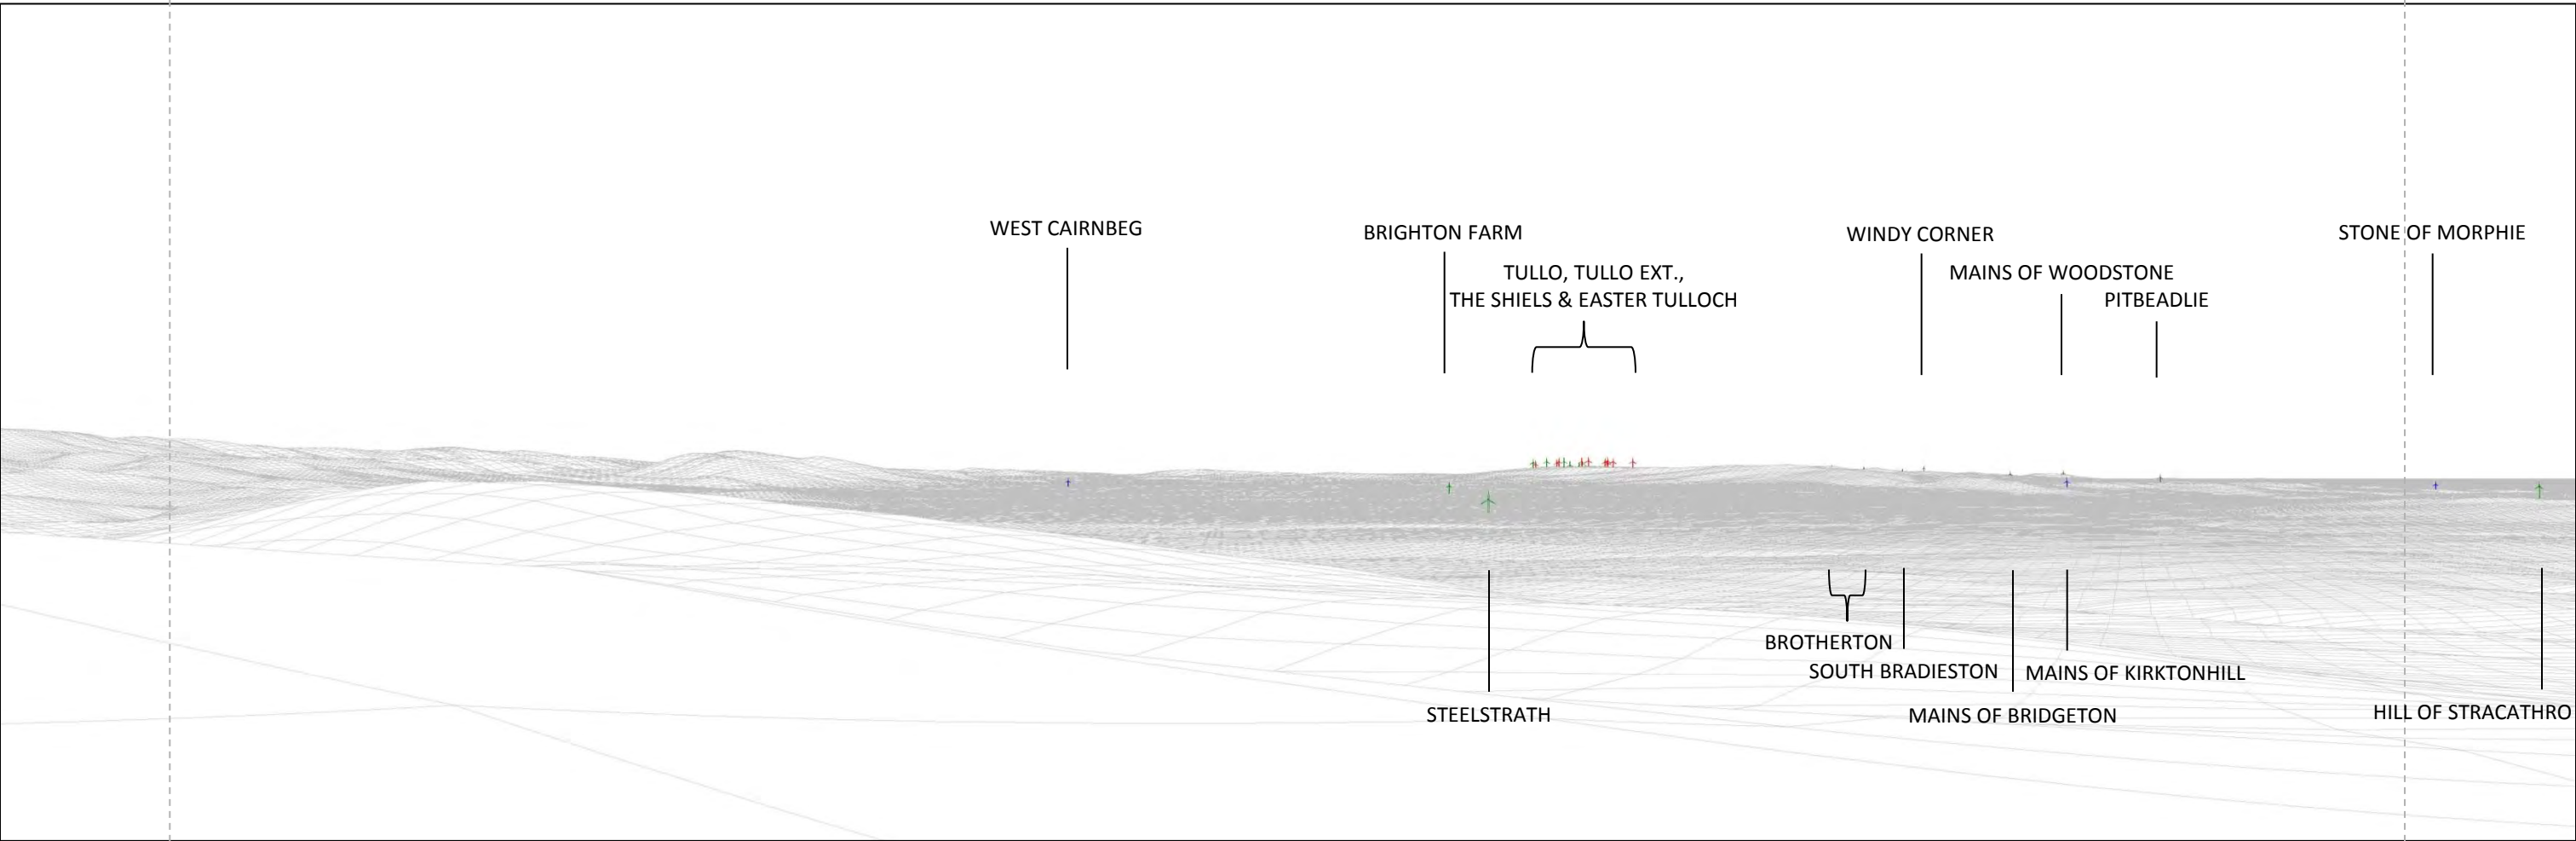 WEST CAIRNBEG
BRIGHTON FARM
TULLO, TULLO EXT.,
THE SHIELS & EASTER TULLOCH
WINDY CORNER
MAINS OF WOODSTONE
PITBEADLIE
STONE OF MORPHIE
BROTHERTON
SOUTH BRADIESTON
MAINS OF KIRKTONHILL
STEELSTRATH
MAINS OF BRIDGETON
HILL OF STRACATHRO